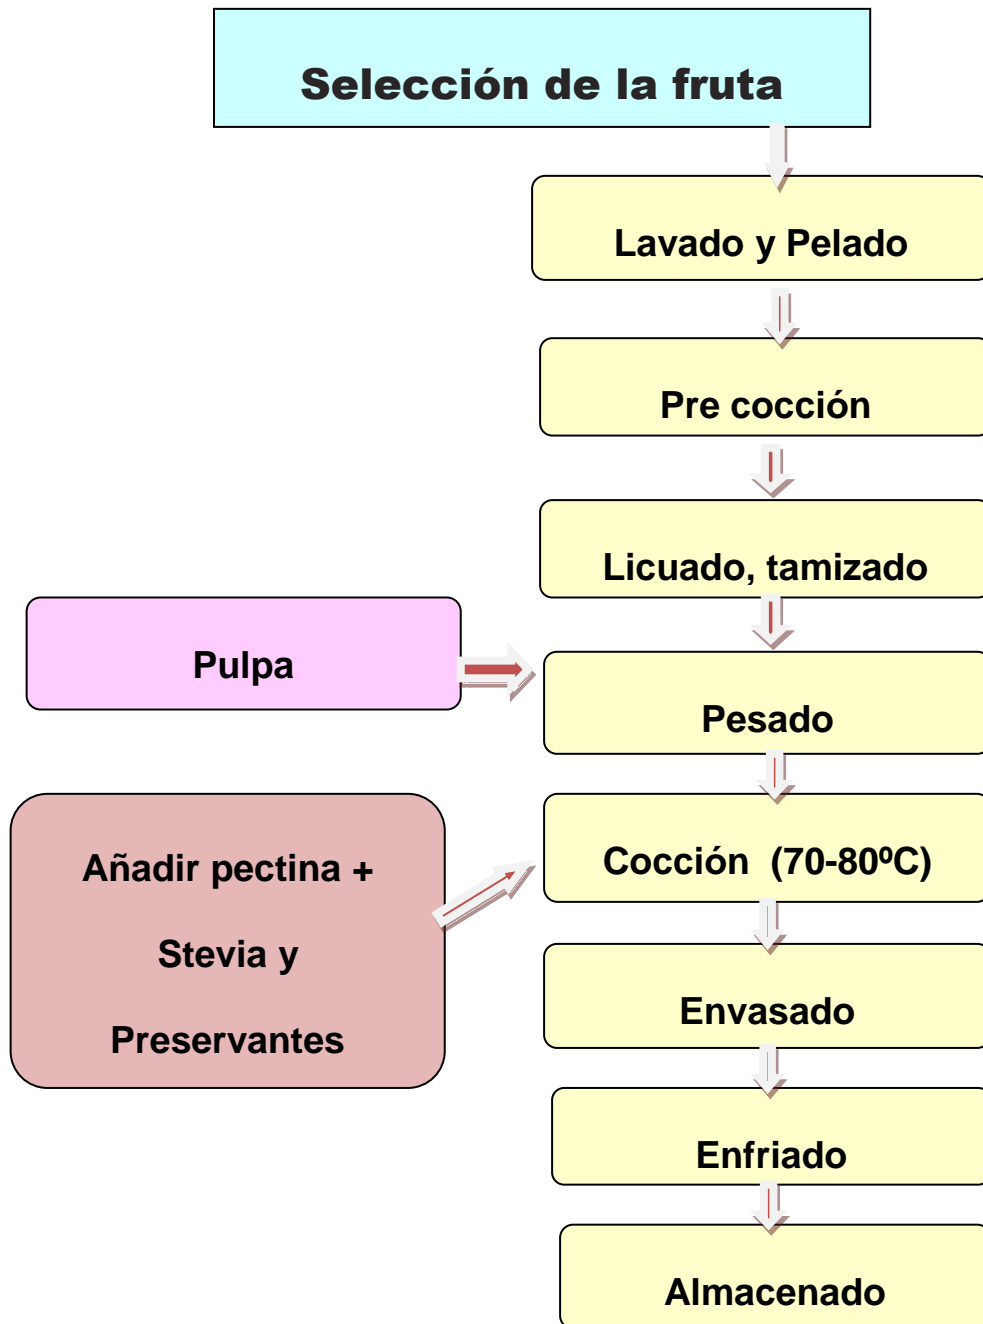 Selección de la fruta
Lavado y Pelado
Pre cocción
Licuado, tamizado
Pulpa
Pesado
Añadir pectina +
Stevia y
Preservantes
Cocción  (70-80ºC)
Envasado
Enfriado
Almacenado